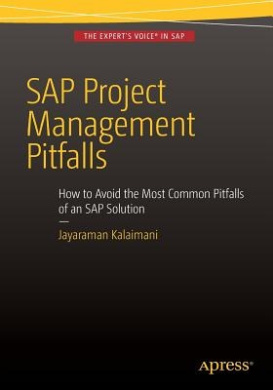 THE EXPERT'S VOICE® IN SAP
SAP Project
Management
Pitfalls
How to Avoid the Most Common Pitfalls
of an SAP Solution
—
Jayaraman Kalaimani
Apress®